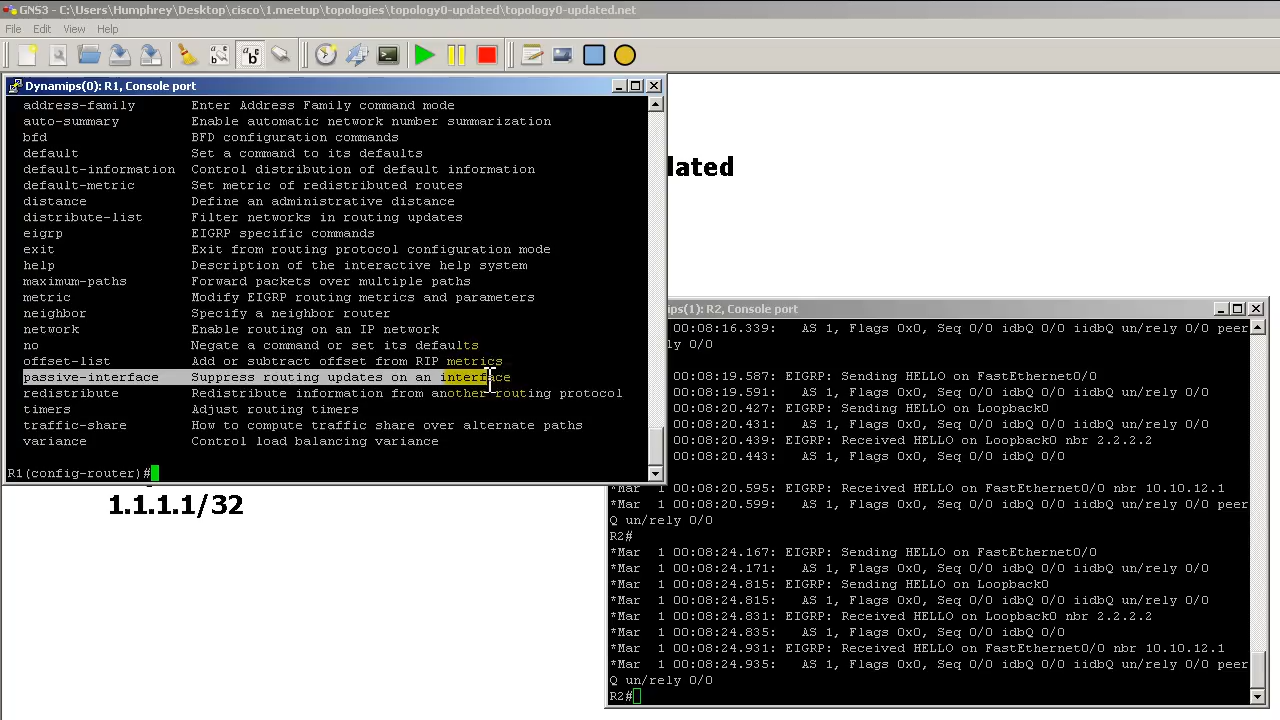 GNS3 - C:\Users\Humphrey\Desktop\cisco\1.meetup\topologies\topology0-updated\topology0-updated.net
File Edit View Help
Dynamips(0): R1, Console port
address-family Enter Address Family command mode
auto-summary Enable automatic network number summarization
bfd BFD configuration commands
default Set a command to its defaults
default-information Control distribution of default information
default-metric Set metric of redistributed routes
distance Define an administrative distance
distribute-list Filter networks in routing updates
eigrp EIGRP specific commands
exit Exit from routing protocol configuration mode
help Description of the interactive help system
maximum-paths Forward packets over multiple paths
metric Modify EIGRP routing metrics and parameters
neighbor Specify a neighbor router
network Enable routing on an IP network
no Negate a command or set its defaults
offset-list Add or subtract offset from RIP metrics
passive-interface Suppress routing updates on an interface
redistribute Redistribute information from another routing protocol
timers Adjust routing timers
traffic-share How to compute traffic share over alternate paths
variance Control load balancing variance
R1(config-router)#
lated
1.1.1.1/32
ips(1): R2, Console port
00:08:16.339: AS 1, Flags 0x0, Seq 0/0 idbQ 0/0 iidbQ un/rely 0/0 peer
ly 0/0
00:08:19.587: EIGRP: Sending HELLO on FastEthernet0/0
00:08:19.591: AS 1, Flags 0x0, Seq 0/0 idbQ 0/0 iidbQ un/rely 0/0
00:08:20.427: EIGRP: Sending HELLO on Loopback0
00:08:20.431: AS 1, Flags 0x0, Seq 0/0 idbQ 0/0 iidbQ un/rely 0/0
00:08:20.439: EIGRP: Received HELLO on Loopback0 nbr 2.2.2.2
00:08:20.443: AS 1, Flags 0x0, Seq 0/0 idbQ 0/0
*Mar 1 00:08:20.595: EIGRP: Received HELLO on FastEthernet0/0 nbr 10.10.12.1
*Mar 1 00:08:20.599: AS 1, Flags 0x0, Seq 0/0 idbQ 0/0 iidbQ un/rely 0/0 peer
Q un/rely 0/0
R2#
*Mar 1 00:08:24.167: EIGRP: Sending HELLO on FastEthernet0/0
*Mar 1 00:08:24.171: AS 1, Flags 0x0, Seq 0/0 idbQ 0/0 iidbQ un/rely 0/0
*Mar 1 00:08:24.815: EIGRP: Sending HELLO on Loopback0
*Mar 1 00:08:24.815: AS 1, Flags 0x0, Seq 0/0 idbQ 0/0 iidbQ un/rely 0/0
*Mar 1 00:08:24.831: EIGRP: Received HELLO on Loopback0 nbr 2.2.2.2
*Mar 1 00:08:24.835: AS 1, Flags 0x0, Seq 0/0 idbQ 0/0
*Mar 1 00:08:24.931: EIGRP: Received HELLO on FastEthernet0/0 nbr 10.10.12.1
*Mar 1 00:08:24.935: AS 1, Flags 0x0, Seq 0/0 idbQ 0/0 iidbQ un/rely 0/0 peer
Q un/rely 0/0
R2#